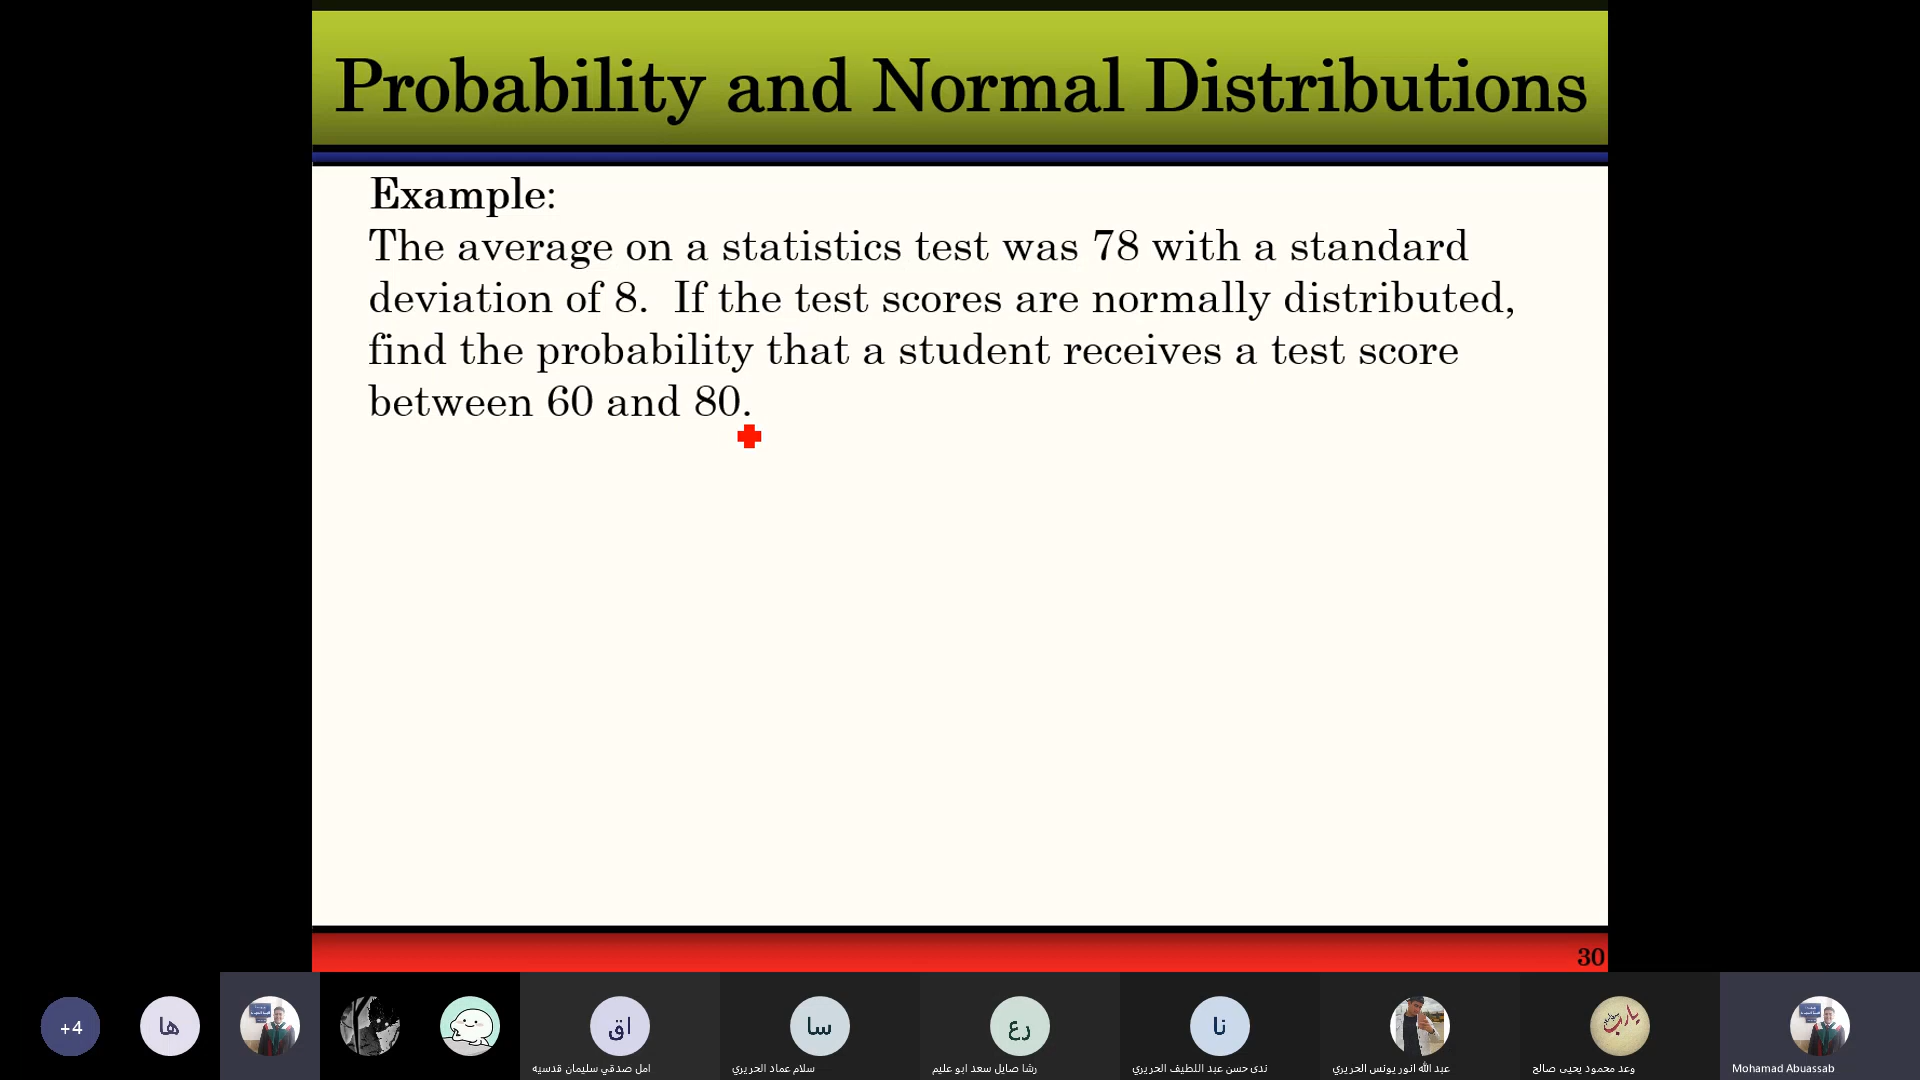 Probability and Normal Distributions
Example:
The average on a statistics test was 78 with a standard
deviation of 8. If the test scores are normally distributed,
find the probability that a student receives a test score
between 60 and 80.
30
+4
ها
اق
سا
رع
نا
يارب
امل صدقي سليمان قدسيه
سلام عماد الحريري
رشا صايل سعد ابو عليم
ندى حسن عبد اللطيف الحريري
عبد الله انور يونس الحريري
وعد محمود يحيى صالح
Mohamad Abuassab